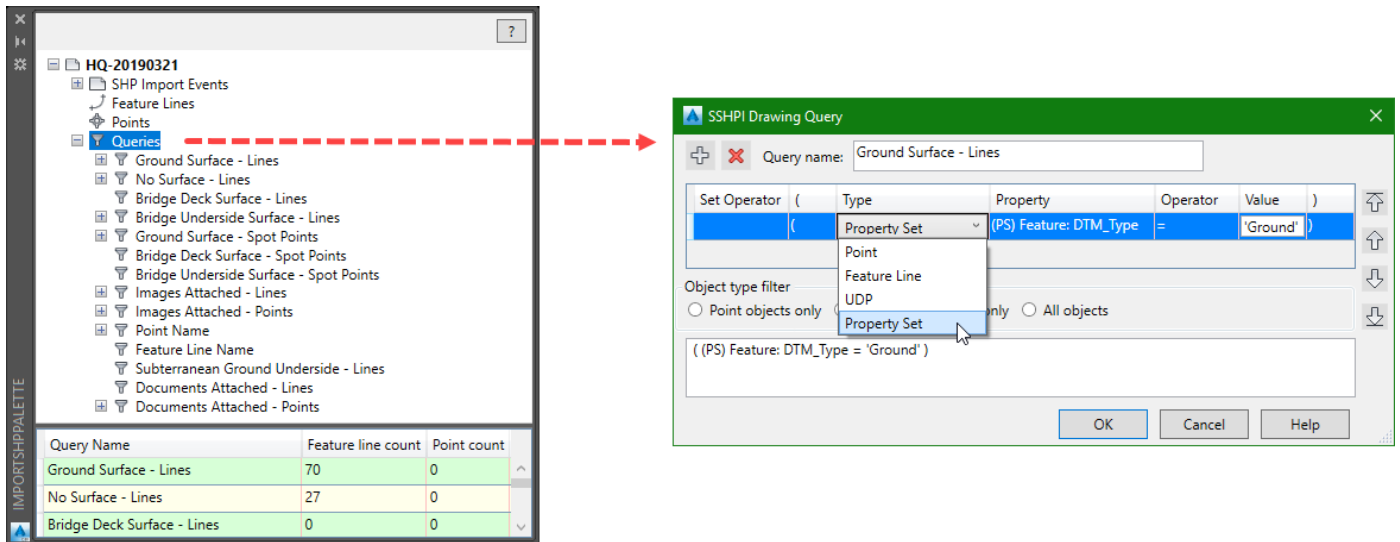 ?
HQ-20190321
SHP Import Events
Feature Lines
Points
Queries
Ground Surface - Lines
No Surface - Lines
Bridge Deck Surface - Lines
Bridge Underside Surface - Lines
Ground Surface - Spot Points
Bridge Deck Surface - Spot Points
Bridge Underside Surface - Spot Points
Images Attached - Lines
Images Attached - Points
Point Name
Feature Line Name
Subterranean Ground Underside - Lines
Documents Attached - Lines
Documents Attached - Points
IMPORTSHPPALETTE
Query Name Feature line count Point count
Ground Surface - Lines 70 0
No Surface - Lines 27 0
Bridge Deck Surface - Lines 0 0
SSHPI Drawing Query
Query name: Ground Surface - Lines
Set Operator ( Type Property Operator Value )
( Property Set (PS) Feature: DTM_Type = 'Ground' )
Point
Feature Line
UDP
Property Set
Object type filter
Point objects only only All objects
( (PS) Feature: DTM_Type = 'Ground' )
OK Cancel Help